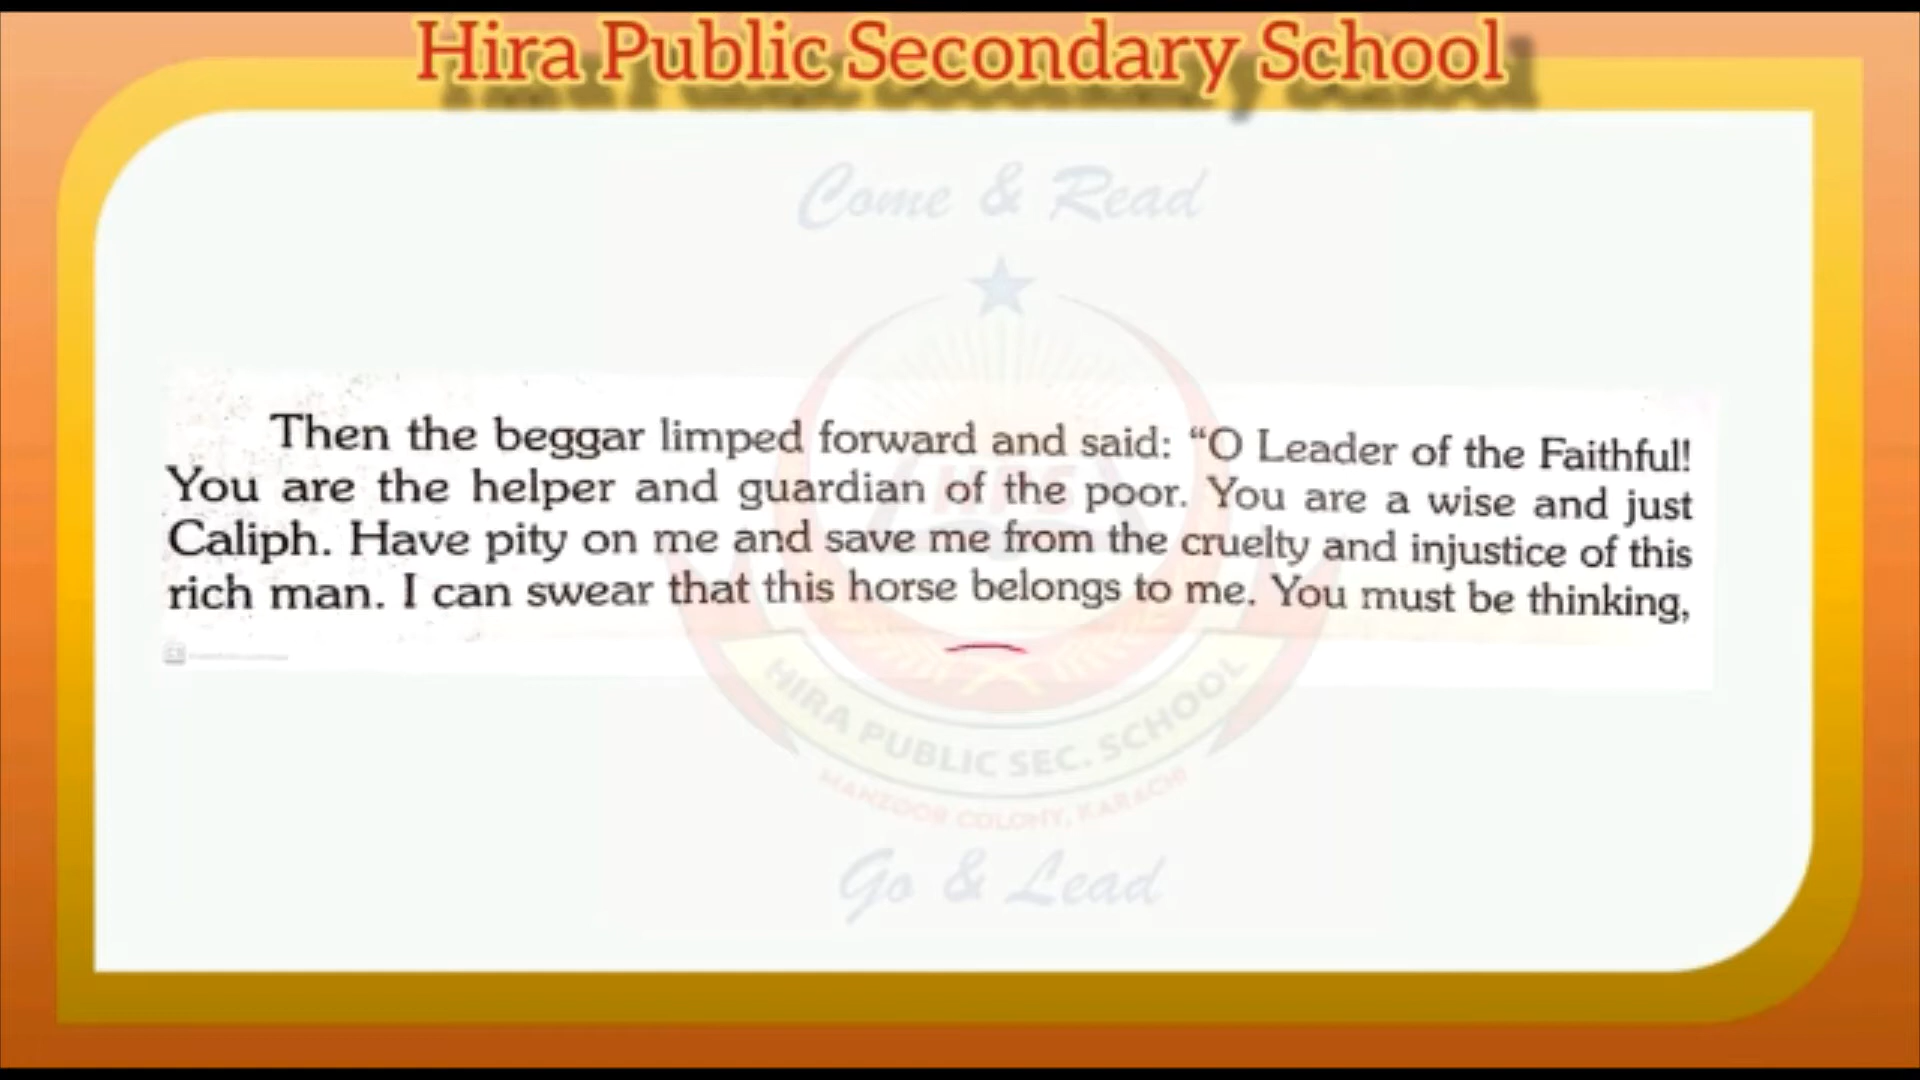 Hira Public Secondary School
Come & Read
Then the beggar limped forward and said: “O Leader of the Faithful!
You are the helper and guardian of the poor. You are a wise and just
Caliph. Have pity on me and save me from the cruelty and injustice of this
rich man. I can swear that this horse belongs to me. You must be thinking,
HIRA PUBLIC SEC. SCHOOL
MANZOOR COLONY, KARACHI
Go & Lead